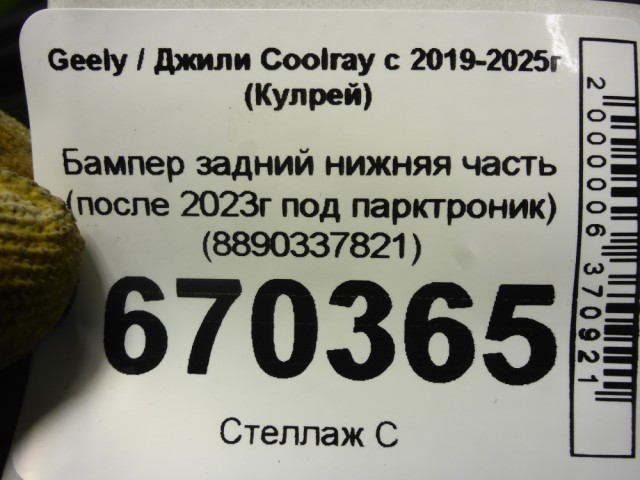 Geely / Джили Coolray с 2019-2025г
(Кулрей)
Бампер задний нижняя часть
(после 2023г под парктроник)
(8890337821)
670365
Стеллаж С
2000006370921